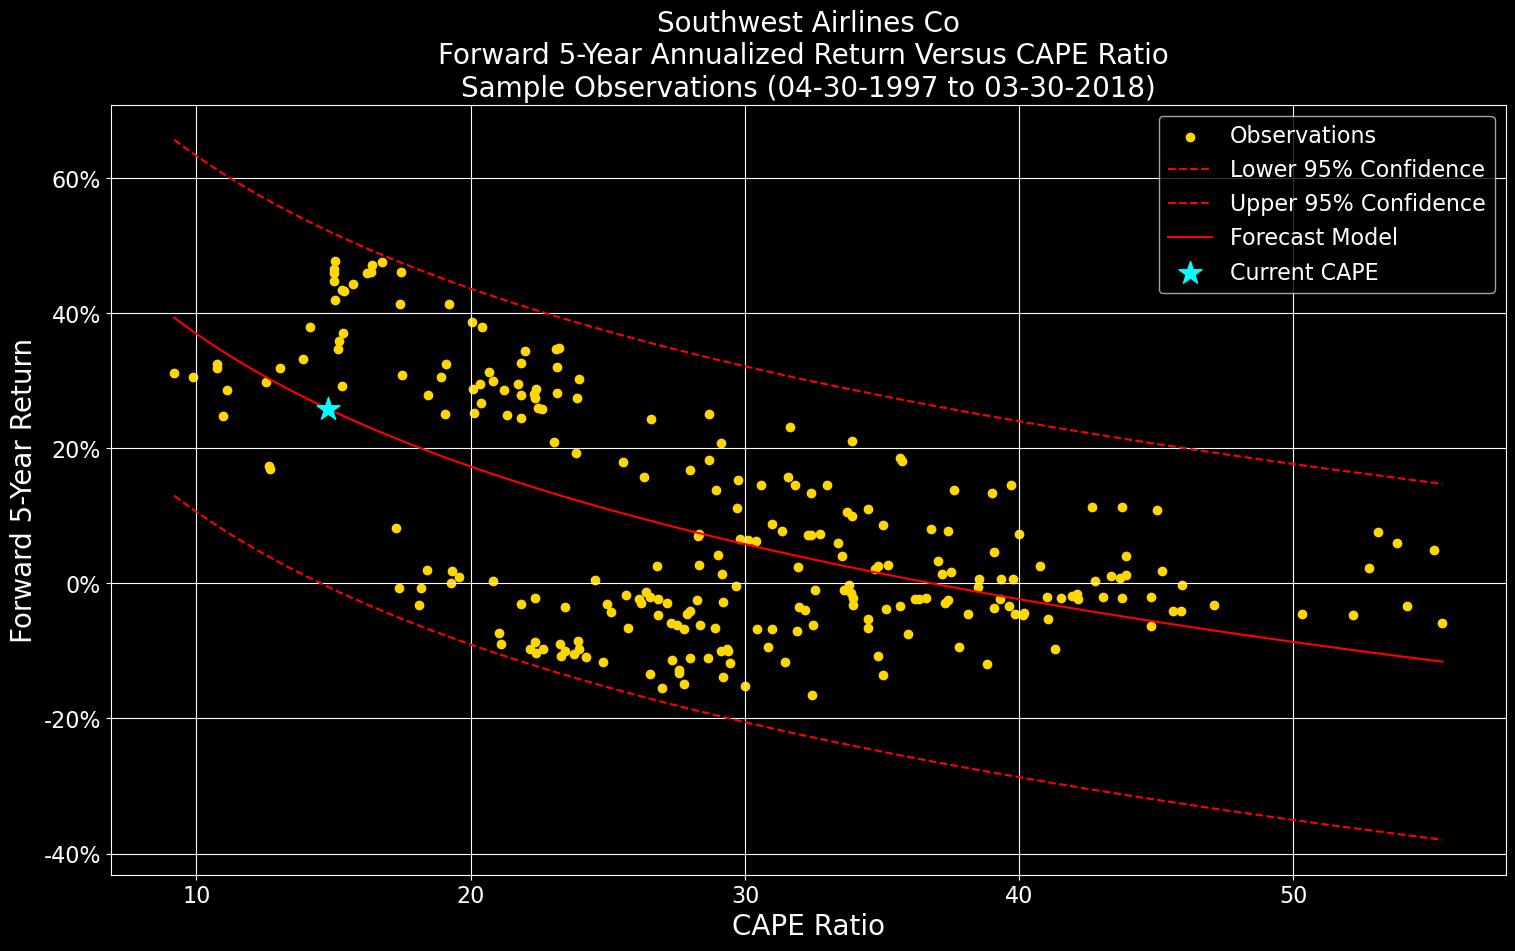 Southwest Airlines Co
Forward 5-Year Annualized Return Versus CAPE Ratio
Sample Observations (04-30-1997 to 03-30-2018)
Observations
Lower 95% Confidence
Upper 95% Confidence
Forecast Model
Current CAPE
Forward 5-Year Return
60%
40%
20%
0%
-20%
-40%
10 20 30 40 50
CAPE Ratio